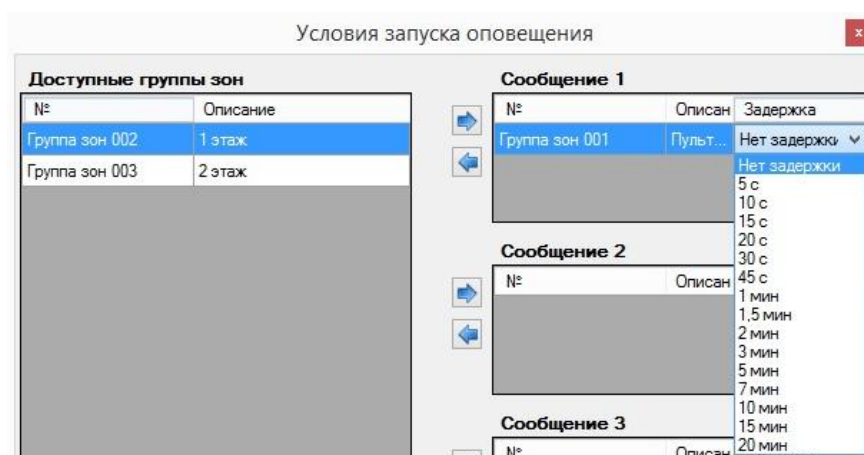 Условия запуска оповещения
x
Доступные группы зон
№ Описание
Группа зон 002 1 этаж
Группа зон 003 2 этаж
Сообщение 1
№ Описан Задержка
Группа зон 001 Пульт... Нет задержки
Нет задержки
5 с
10 с
15 с
20 с
30 с
45 с
1 мин
1,5 мин
2 мин
3 мин
5 мин
7 мин
10 мин
15 мин
20 мин
Сообщение 2
№ Описан
Сообщение 3
№ Описан